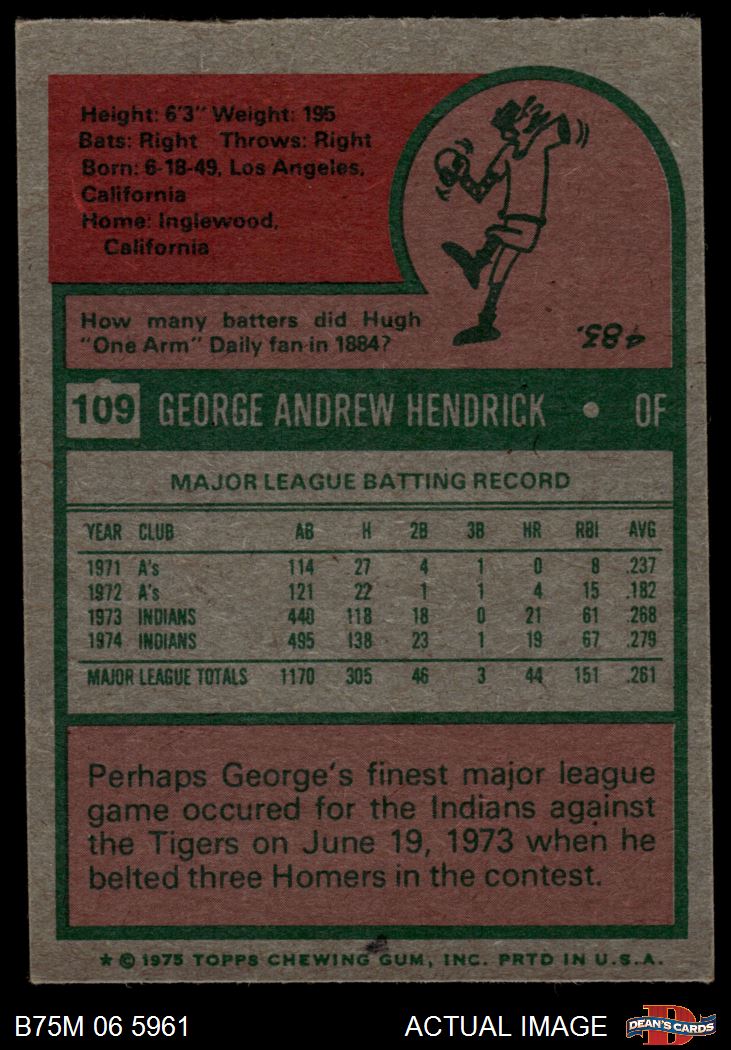 Height: 6'3" Weight: 195
Bats: Right Throws: Right
Born: 6-18-49, Los Angeles,
California
Home: Inglewood,
California
How many batters did Hugh
"One Arm" Daily fan in 1884?
483.
109 GEORGE ANDREW HENDRICK • OF
MAJOR LEAGUE BATTING RECORD
YEAR CLUB AB H 2B 3B HR RBI AVG
1971 A's 114 27 4 1 0 8 .237
1972 A's 121 22 1 1 4 15 .182
1973 INDIANS 440 118 18 0 21 61 .268
1974 INDIANS 495 138 23 1 19 67 .279
MAJOR LEAGUE TOTALS 1170 305 46 3 44 151 .261
Perhaps George's finest major league
game occured for the Indians against
the Tigers on June 19, 1973 when he
belted three Homers in the contest.
* © 1975 TOPPS CHEWING GUM, INC. PRTD IN U.S.A.
B75M 06 5961 ACTUAL IMAGE DEAN'S CARDS